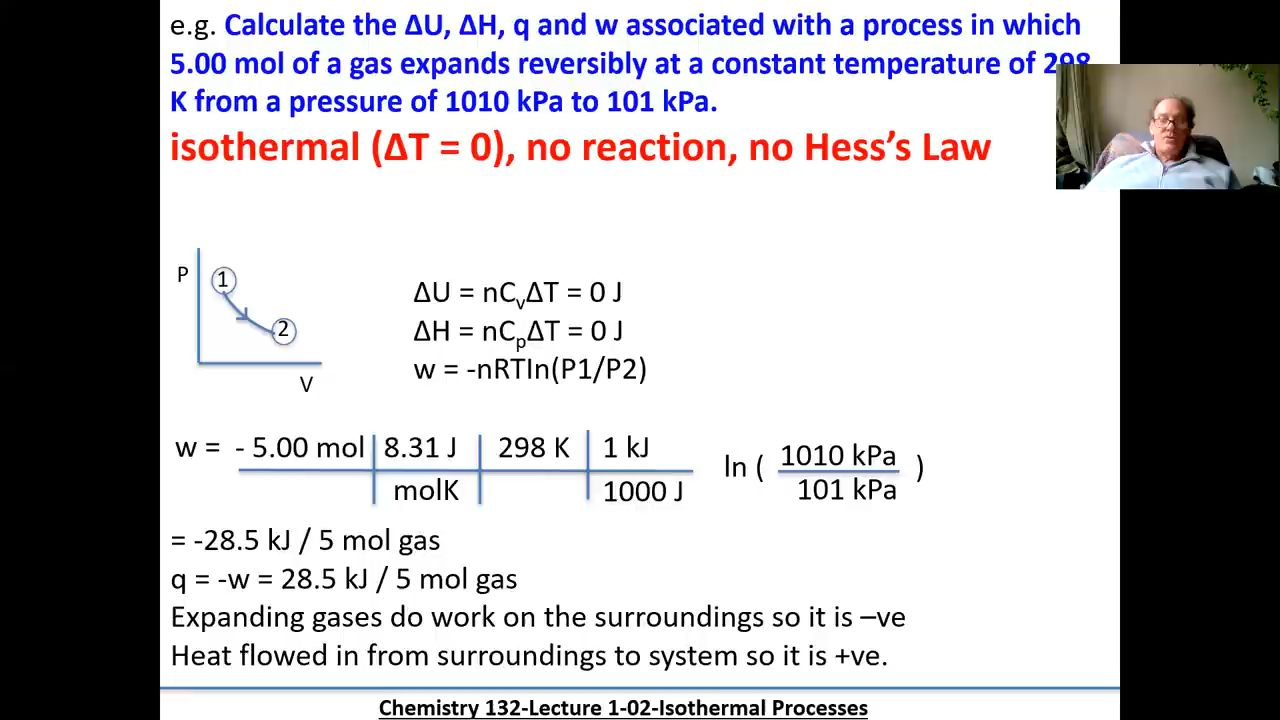 e.g. Calculate the ΔU, ΔH, q and w associated with a process in which
5.00 mol of a gas expands reversibly at a constant temperature of 298
K from a pressure of 1010 kPa to 101 kPa.
isothermal (ΔT = 0), no reaction, no Hess's Law
P
1
2
V
ΔU = nCvΔT = 0 J
ΔH = nCpΔT = 0 J
w = -nRTln(P1/P2)
w = - 5.00 mol 8.31 J 298 K 1 kJ ln ( 1010 kPa )
molK 1000 J 101 kPa
= -28.5 kJ / 5 mol gas
q = -w = 28.5 kJ / 5 mol gas
Expanding gases do work on the surroundings so it is –ve
Heat flowed in from surroundings to system so it is +ve.
Chemistry 132-Lecture 1-02-Isothermal Processes